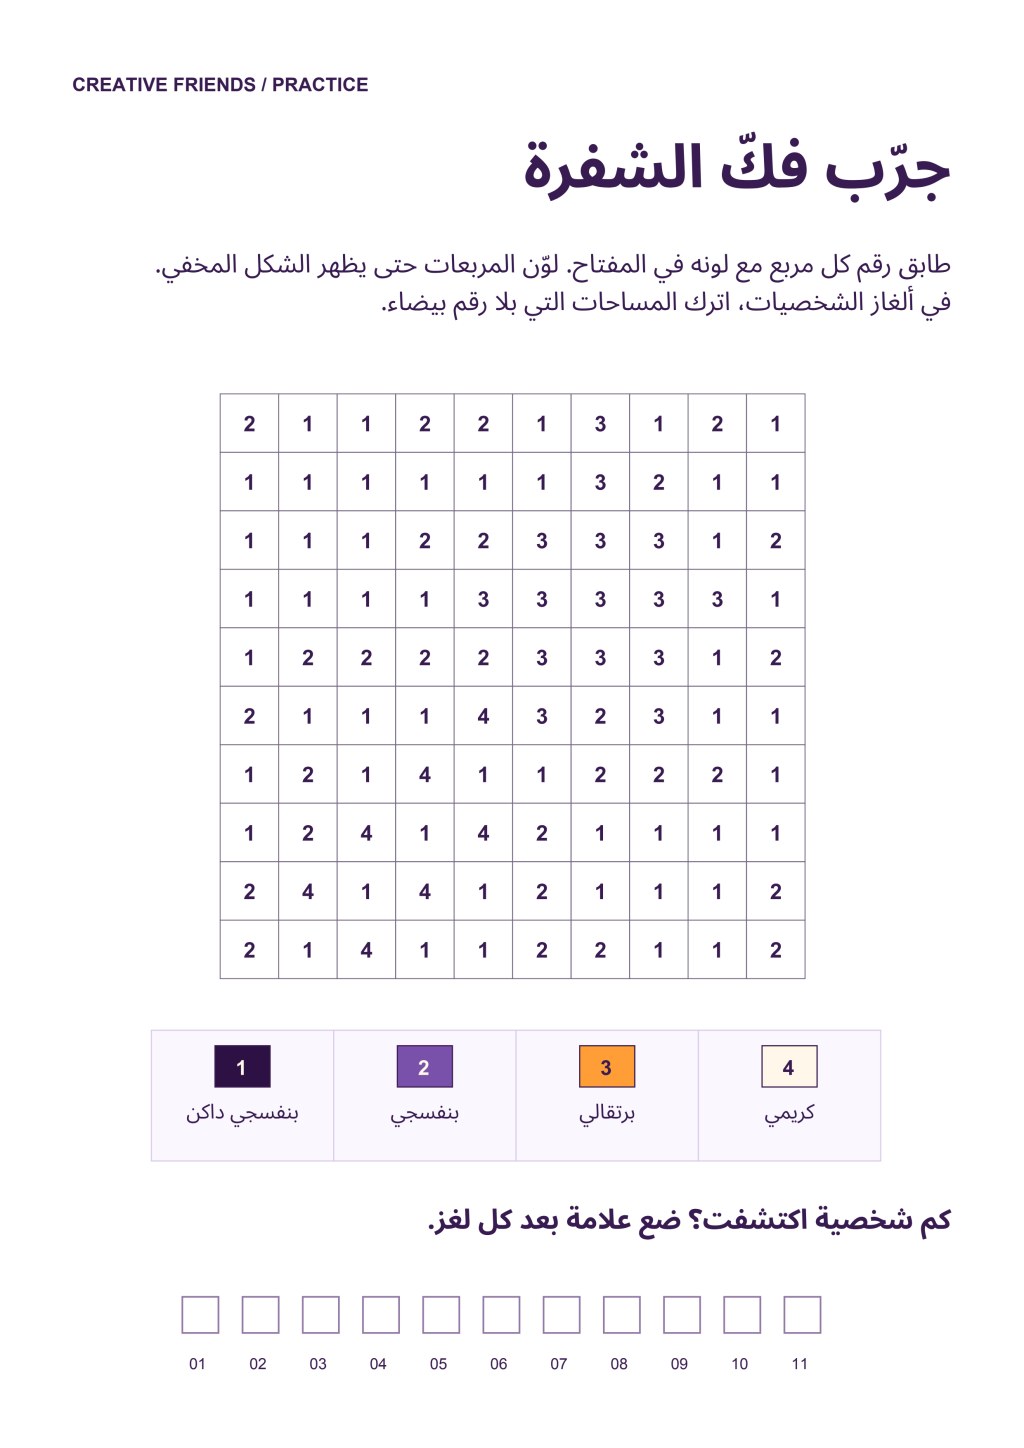 CREATIVE FRIENDS / PRACTICE
جرّب فكّ الشفرة
طابق رقم كل مربع مع لونه في المفتاح. لوّن المربعات حتى يظهر الشكل المخفي.
في ألغاز الشخصيات، اترك المساحات التي بلا رقم بيضاء.
2 1 1 2 2 1 3 1 2 1
1 1 1 1 1 1 3 2 1 1
1 1 1 2 2 3 3 3 1 2
1 1 1 1 3 3 3 3 3 1
1 2 2 2 2 3 3 3 1 2
2 1 1 1 4 3 2 3 1 1
1 2 1 4 1 1 2 2 2 1
1 2 4 1 4 2 1 1 1 1
2 4 1 4 1 2 1 1 1 2
2 1 4 1 1 2 2 1 1 2
1 2 3 4
بنفسجي داكن بنفسجي برتقالي كريمي
كم شخصية اكتشفت؟ ضع علامة بعد كل لغز.
01 02 03 04 05 06 07 08 09 10 11